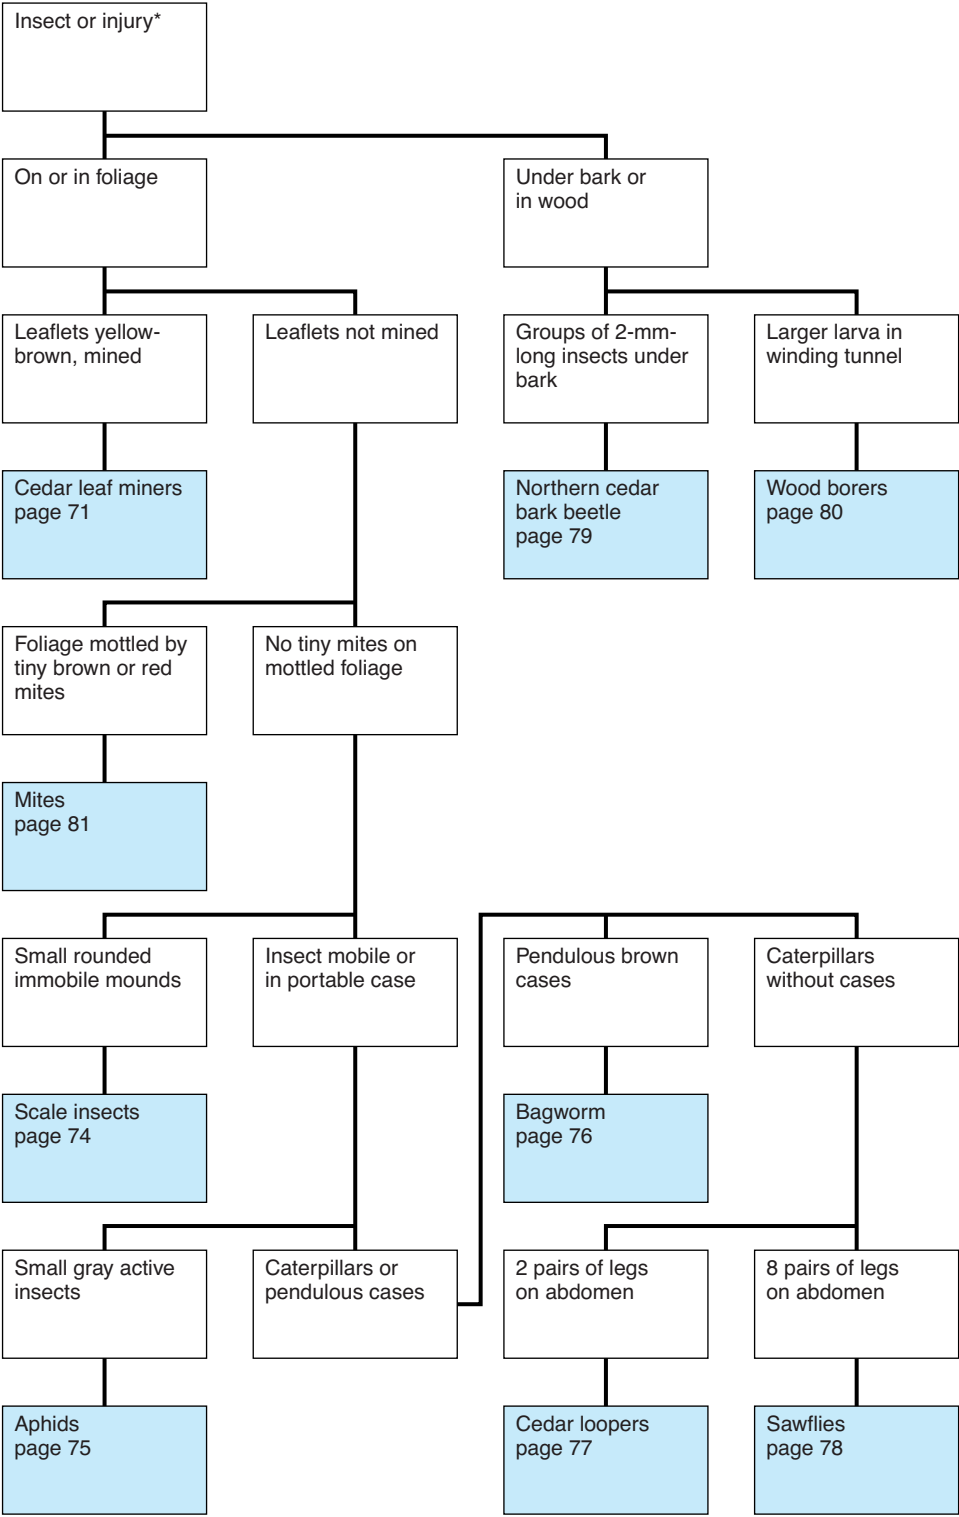 Insect or injury*
On or in foliage
Under bark or
in wood
Leaflets yellow-
brown, mined
Leaflets not mined
Groups of 2-mm-
long insects under
bark
Larger larva in
winding tunnel
Cedar leaf miners
page 71
Northern cedar
bark beetle
page 79
Wood borers
page 80
Foliage mottled by
tiny brown or red
mites
No tiny mites on
mottled foliage
Mites
page 81
Small rounded
immobile mounds
Insect mobile or
in portable case
Pendulous brown
cases
Caterpillars
without cases
Scale insects
page 74
Bagworm
page 76
Small gray active
insects
Caterpillars or
pendulous cases
2 pairs of legs
on abdomen
8 pairs of legs
on abdomen
Aphids
page 75
Cedar loopers
page 77
Sawflies
page 78